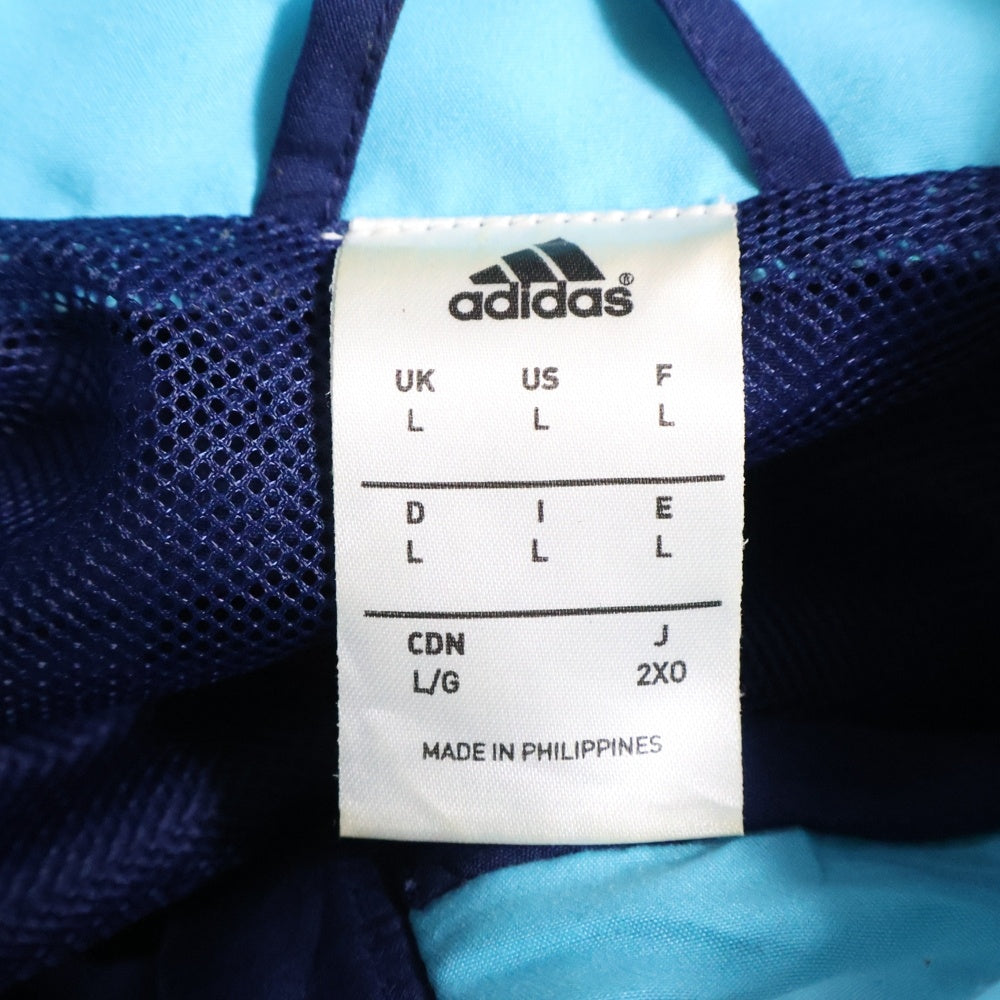 adidas®
UK US F
L L L
D I E
L L L
CDN J
L/G 2XO
MADE IN PHILIPPINES